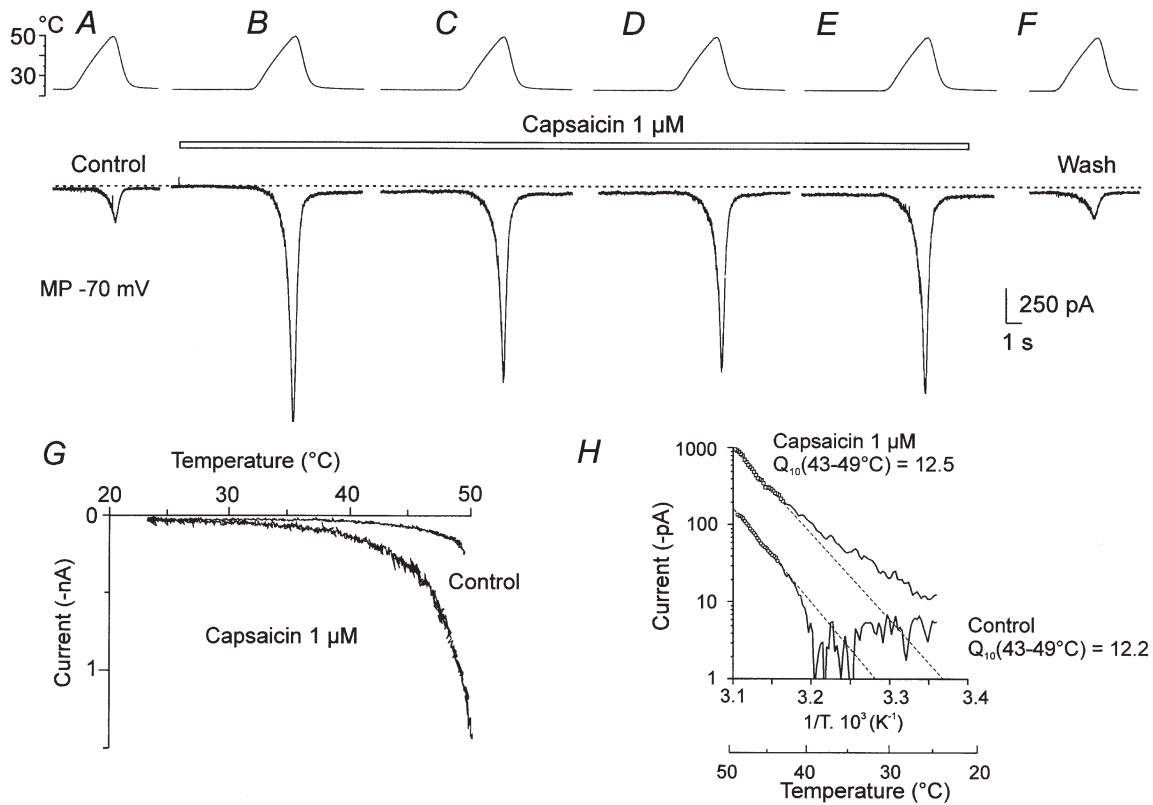 °C A B C D E F
50
30
Capsaicin 1 µM
Control
Wash
MP -70 mV
250 pA
1 s
G
Temperature (°C)
20 30 40 50
0
1
Current (-nA)
Control
Capsaicin 1 µM
H
Capsaicin 1 µM
Q10(43-49°C) = 12.5
1000
100
10
1
Current (-pA)
Control
Q10(43-49°C) = 12.2
3.1 3.2 3.3 3.4
1/T. 10³ (K⁻¹)
50 40 30 20
Temperature (°C)